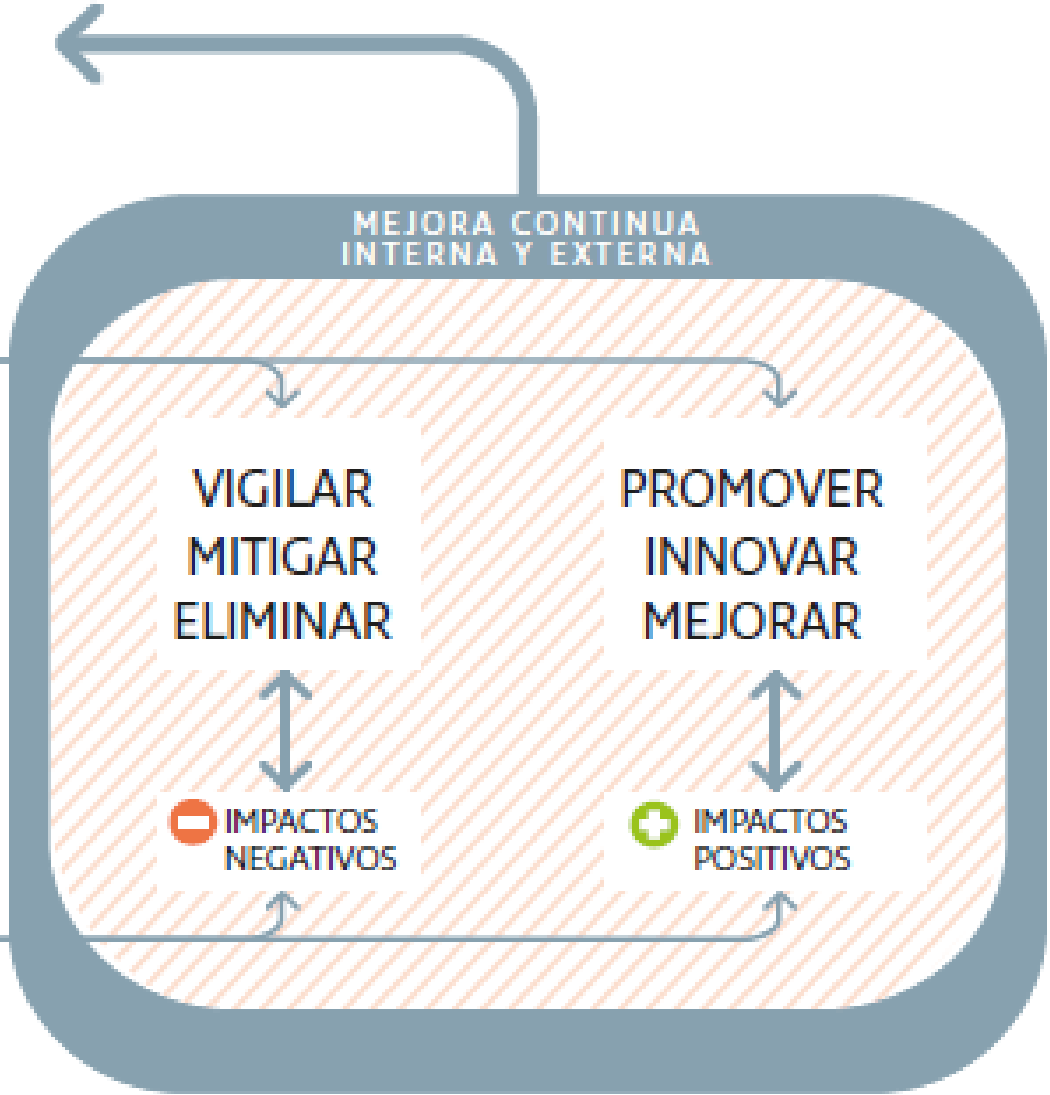 MEJORA CONTINUA
INTERNA Y EXTERNA
VIGILAR
MITIGAR
ELIMINAR
PROMOVER
INNOVAR
MEJORAR
IMPACTOS
NEGATIVOS
IMPACTOS
POSITIVOS